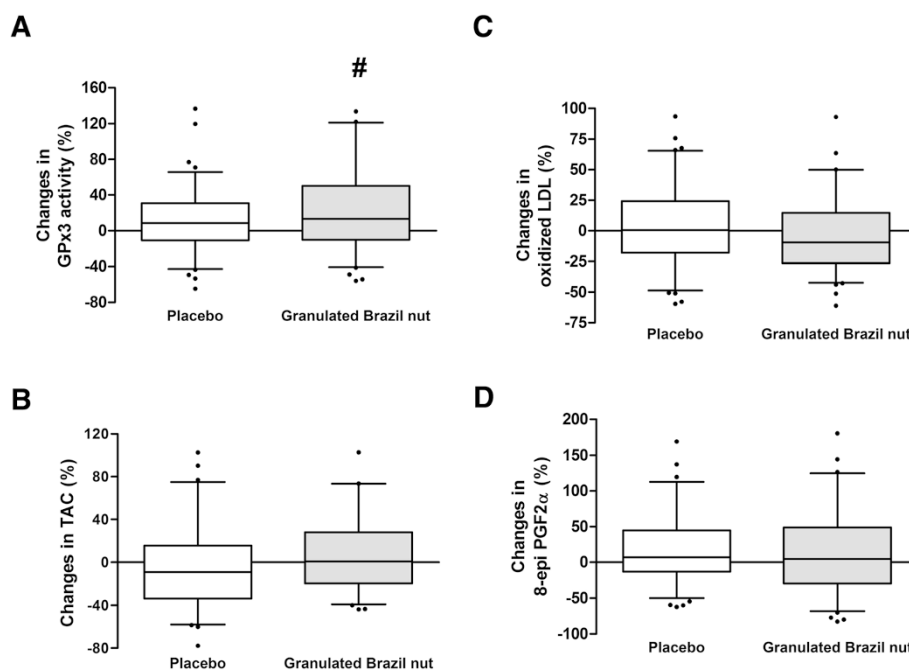 A
#
Changes in
GPx3 activity (%)
160
120
80
40
0
-40
-80
Placebo
Granulated Brazil nut
B
Changes in TAC (%)
120
80
40
0
-40
-80
Placebo
Granulated Brazil nut
C
Changes in
oxidized LDL (%)
100
75
50
25
0
-25
-50
-75
Placebo
Granulated Brazil nut
D
Changes in
8-epi PGF2α (%)
200
150
100
50
0
-50
-100
Placebo
Granulated Brazil nut